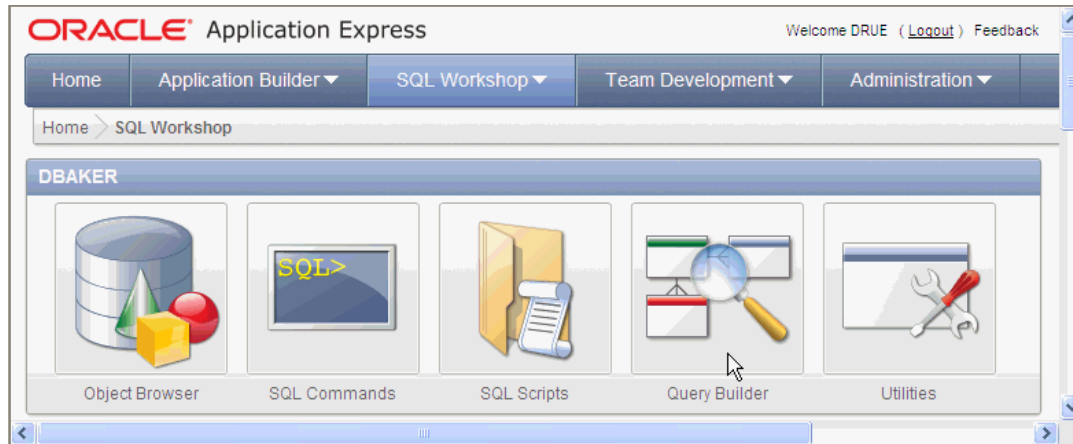 ORACLE Application Express
Welcome DRUE ( Logout ) Feedback
Home Application Builder SQL Workshop Team Development Administration
Home SQL Workshop
DBAKER
SQL>
Object Browser SQL Commands SQL Scripts Query Builder Utilities